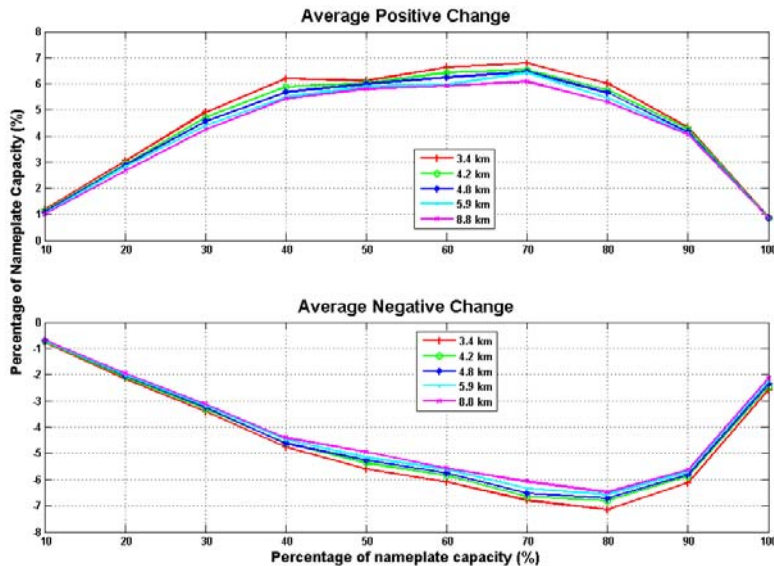 Average Positive Change
8
7
6
5
4
3
2
1
0
3.4 km
4.2 km
4.8 km
5.9 km
8.8 km
10 20 30 40 50 60 70 80 90 100
Percentage of Nameplate Capacity (%)
Average Negative Change
0
-1
-2
-3
-4
-5
-6
-7
-8
3.4 km
4.2 km
4.8 km
5.9 km
8.8 km
10 20 30 40 50 60 70 80 90 100
Percentage of nameplate capacity (%)